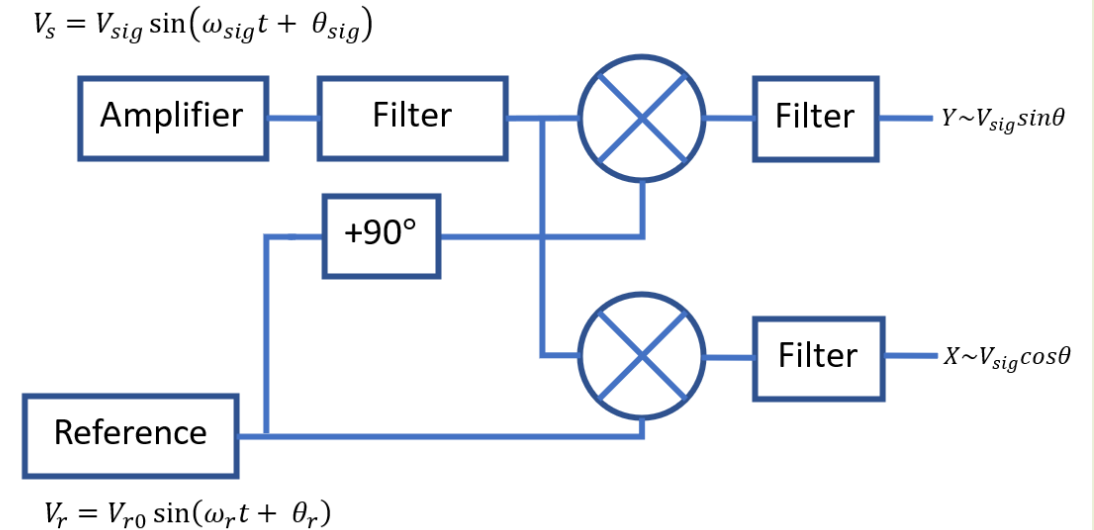 V_s = V_sig sin(ω_sig t + θ_sig)
Amplifier
Filter
Filter
Y~V_sig sinθ
+90°
Filter
X~V_sig cosθ
Reference
V_r = V_r0 sin(ω_r t + θ_r)